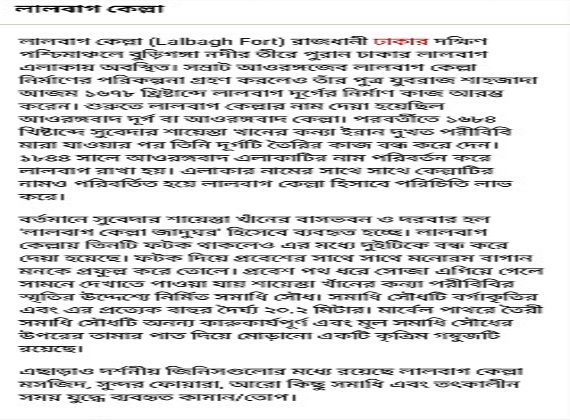 লালবাগ কেল্লা
লালবাগ কেল্লা (Lalbagh Fort) রাজধানী ঢাকার দক্ষিণ
পশ্চিমাঞ্চলে বুড়িগঙ্গা নদীর তীরে পুরান ঢাকার লালবাগ
এলাকায় অবস্থিত। সম্রাট আওরঙ্গজেব লালবাগ কেল্লা
নির্মাণের পরিকল্পনা গ্রহণ করলেও তাঁর পুত্র যুবরাজ শাহজাদা
আজম ১৬৭৮ খ্রিষ্টাব্দে লালবাগ দূর্গের নির্মাণ কাজ আরম্ভ
করেন। শুরুতে লালবাগ কেল্লার নাম দেয়া হয়েছিল
আওরঙ্গবাদ দূর্গ বা আওরঙ্গবাদ কেল্লা। পরবর্তীতে ১৬৮৪
খিষ্টাব্দে সুবেদার শায়েস্তা খানের কন্যা ইরান দুখত পরীবিবি
মারা যাওয়ার পর তিনি দূর্গটি তৈরির কাজ বন্ধ করে দেন।
১৮৪৪ সালে আওরঙ্গবাদ এলাকাটির নাম পরিবর্তন করে
লালবাগ রাখা হয়। এলাকার নামের সাথে সাথে কেল্লাটির
নামও পরিবর্তিত হয়ে লালবাগ কেল্লা হিসাবে পরিচিতি লাভ
করে।
বর্তমানে সুবেদার শায়েস্তা খাঁনের বাসভবন ও দরবার হল
'লালবাগ কেল্লা জাদুঘর' হিসেবে ব্যবহৃত হচ্ছে। লালবাগ
কেল্লায় তিনটি ফটক থাকলেও এর মধ্যে দুইটিকে বন্ধ করে
দেয়া হয়েছে। ফটক দিয়ে প্রবেশের সাথে সাথে মনোরম বাগান
মনকে প্রফুল্ল করে তোলে। প্রবেশ পথ ধরে সোজা এগিয়ে গেলে
সামনে দেখাতে পাওয়া যায় শায়েস্তা খাঁনের কন্যা পরীবিবির
স্মৃতির উদ্দেশ্যে নির্মিত সমাধি সৌধ। সমাধি সৌধটি বর্গাকৃতির
এবং এর প্রত্যেক বাহুর দৈর্ঘ্য ২০.২ মিটার। মার্বেল পাথরে তৈরী
সমাধি সৌধটি অনন্য কারুকার্যপূর্ণ এবং মূল সমাধি সৌধের
উপরের তামার পাত দিয়ে মোড়ানো একটি কৃত্রিম গম্বুজটি
রয়েছে।
এছাড়াও দর্শনীয় জিনিসগুলোর মধ্যে রয়েছে লালবাগ কেল্লা
মসজিদ, সুন্দর ফোয়ারা, আরো কিছু সমাধি এবং তৎকালীন
সময় যুদ্ধে ব্যবহৃত কামান/তোপ।